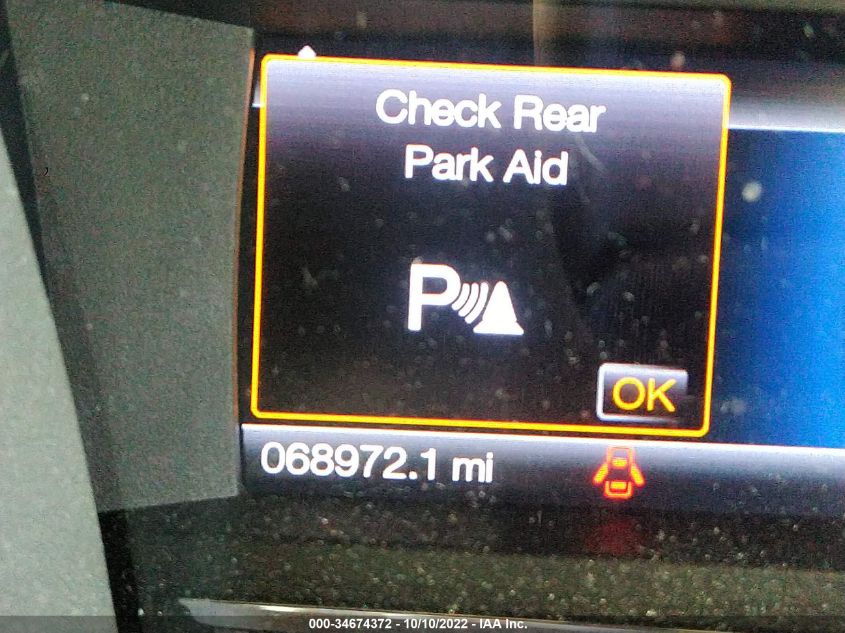 Check Rear
Park Aid
P
OK
068972.1 mi
000-34674372 - 10/10/2022 - IAA Inc.